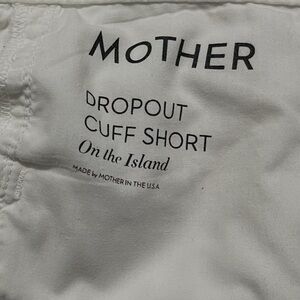 MOTHER
DROPOUT
CUFF SHORT
On the Island
MADE by MOTHER IN THE U.S.A